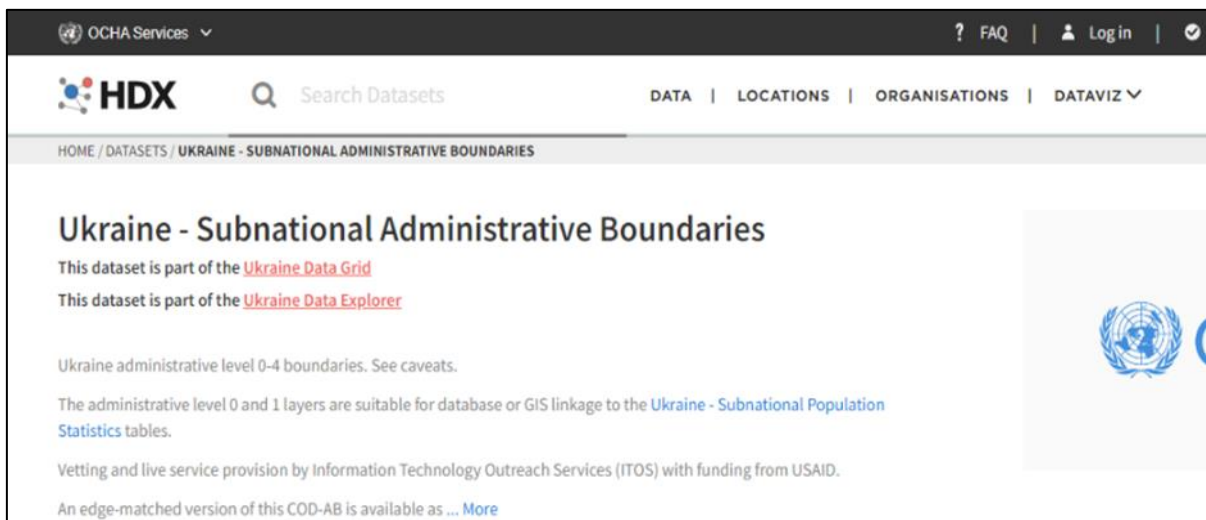 OCHA Services
? FAQ | Log in |
HDX
Search Datasets
DATA | LOCATIONS | ORGANISATIONS | DATAVIZ
HOME / DATASETS / UKRAINE - SUBNATIONAL ADMINISTRATIVE BOUNDARIES
Ukraine - Subnational Administrative Boundaries
This dataset is part of the Ukraine Data Grid
This dataset is part of the Ukraine Data Explorer
Ukraine administrative level 0-4 boundaries. See caveats.
The administrative level 0 and 1 layers are suitable for database or GIS linkage to the Ukraine - Subnational Population
Statistics tables.
Vetting and live service provision by Information Technology Outreach Services (ITOS) with funding from USAID.
An edge-matched version of this COD-AB is available as ... More